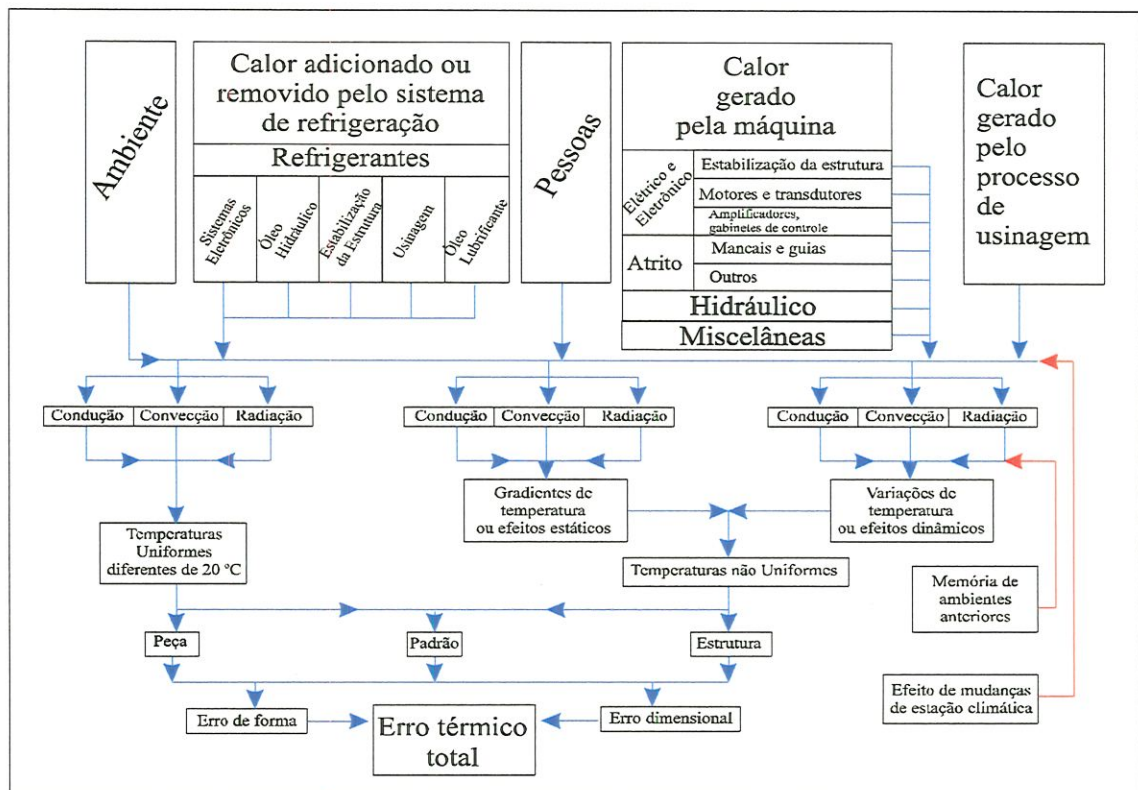 Ambiente
Calor adicionado ou
removido pelo sistema
de refrigeração
Refrigerantes
Sistemas
Eletrônicos
Óleo
Hidráulico
Estabilização
da Estrutura
Usinagem
Óleo
Lubrificante
Pessoas
Calor
gerado
pela máquina
Elétrico e
Eletrônico
Estabilização da estrutura
Motores e transdutores
Amplificadores,
gabinetes de controle
Atrito
Mancais e guias
Outros
Hidráulico
Miscelâneas
Calor
gerado
pelo
processo
de
usinagem
Condução
Convecção
Radiação
Condução
Convecção
Radiação
Condução
Convecção
Radiação
Gradientes de
temperatura
ou efeitos estáticos
Variações de
temperatura
ou efeitos dinâmicos
Temperaturas
Uniformes
diferentes de 20 °C
Temperaturas não Uniformes
Memória de
ambientes
anteriores
Peça
Padrão
Estrutura
Efeito de mudanças
de estação climática
Erro de forma
Erro térmico
total
Erro dimensional